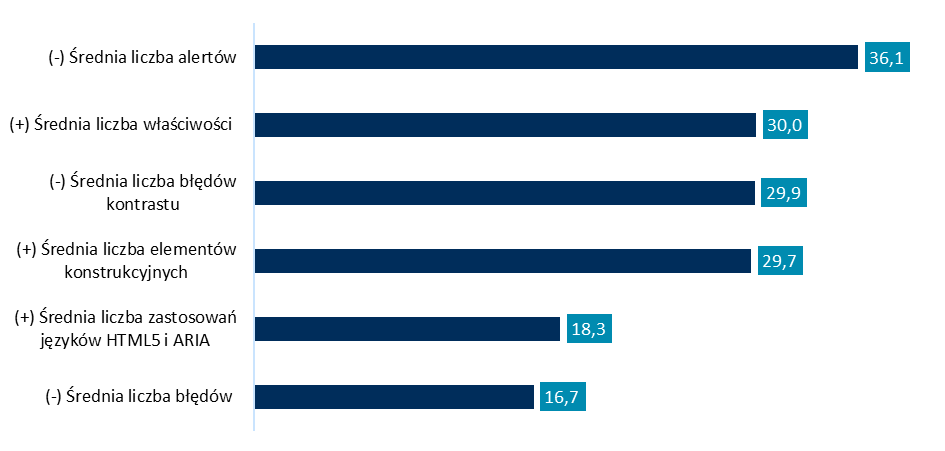 (-) Średnia liczba alertów
36,1
(+) Średnia liczba właściwości
30,0
(-) Średnia liczba błędów
kontrastu
29,9
(+) Średnia liczba elementów
konstrukcyjnych
29,7
(+) Średnia liczba zastosowań
języków HTML5 i ARIA
18,3
(-) Średnia liczba błędów
16,7